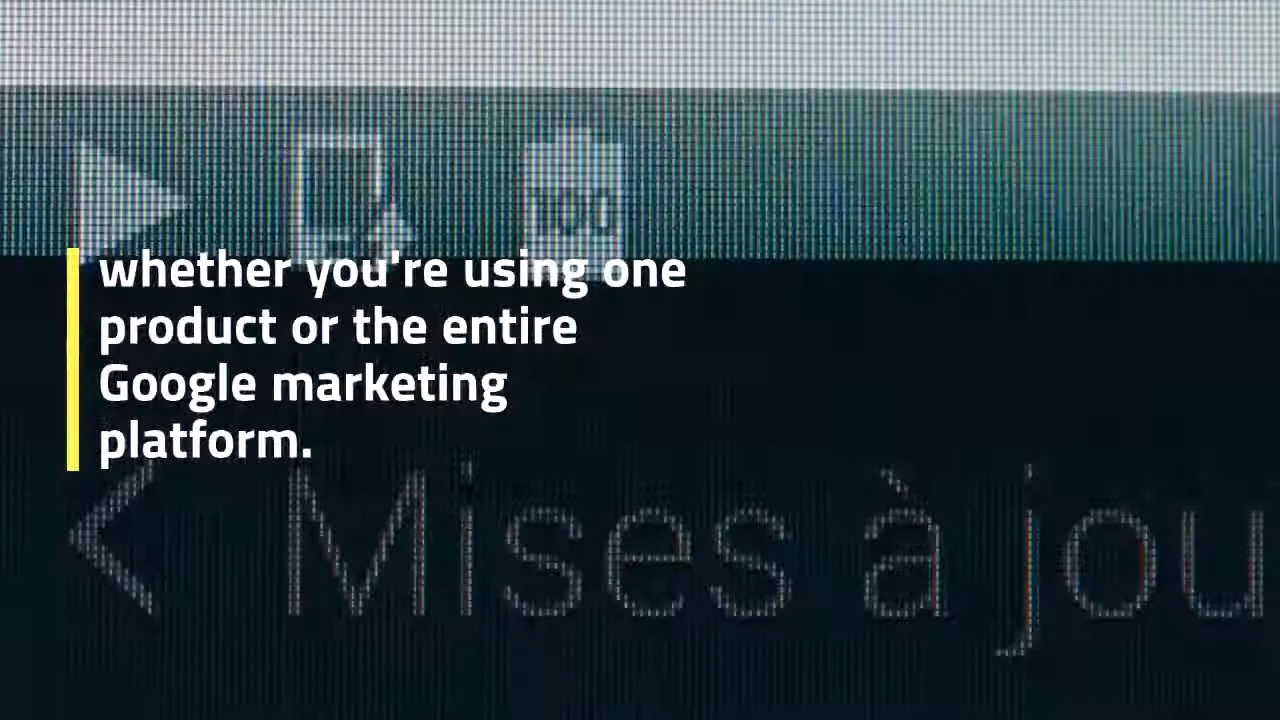 whether you're using one
product or the entire
Google marketing
platform.
Mises à jou